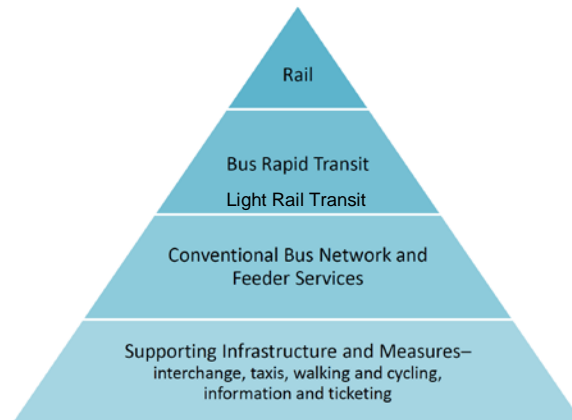 Rail
Bus Rapid Transit
Light Rail Transit
Conventional Bus Network and
Feeder Services
Supporting Infrastructure and Measures–
interchange, taxis, walking and cycling,
information and ticketing